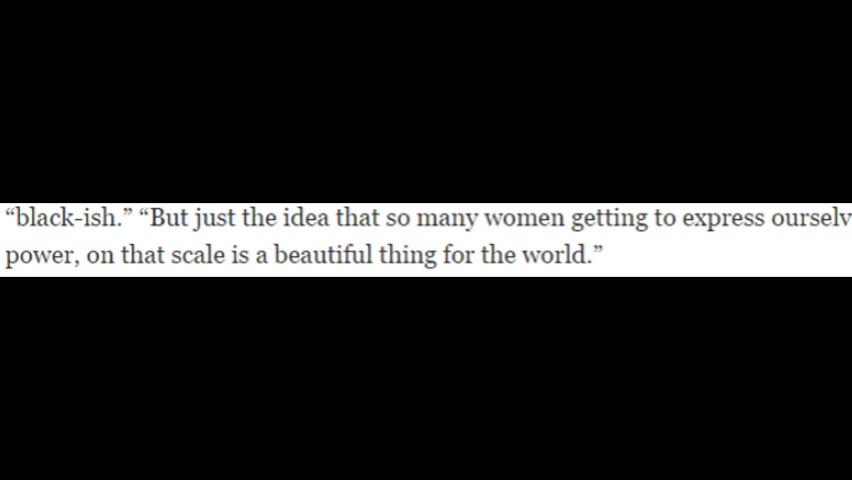 “black-ish.” “But just the idea that so many women getting to express ourselv
power, on that scale is a beautiful thing for the world.”